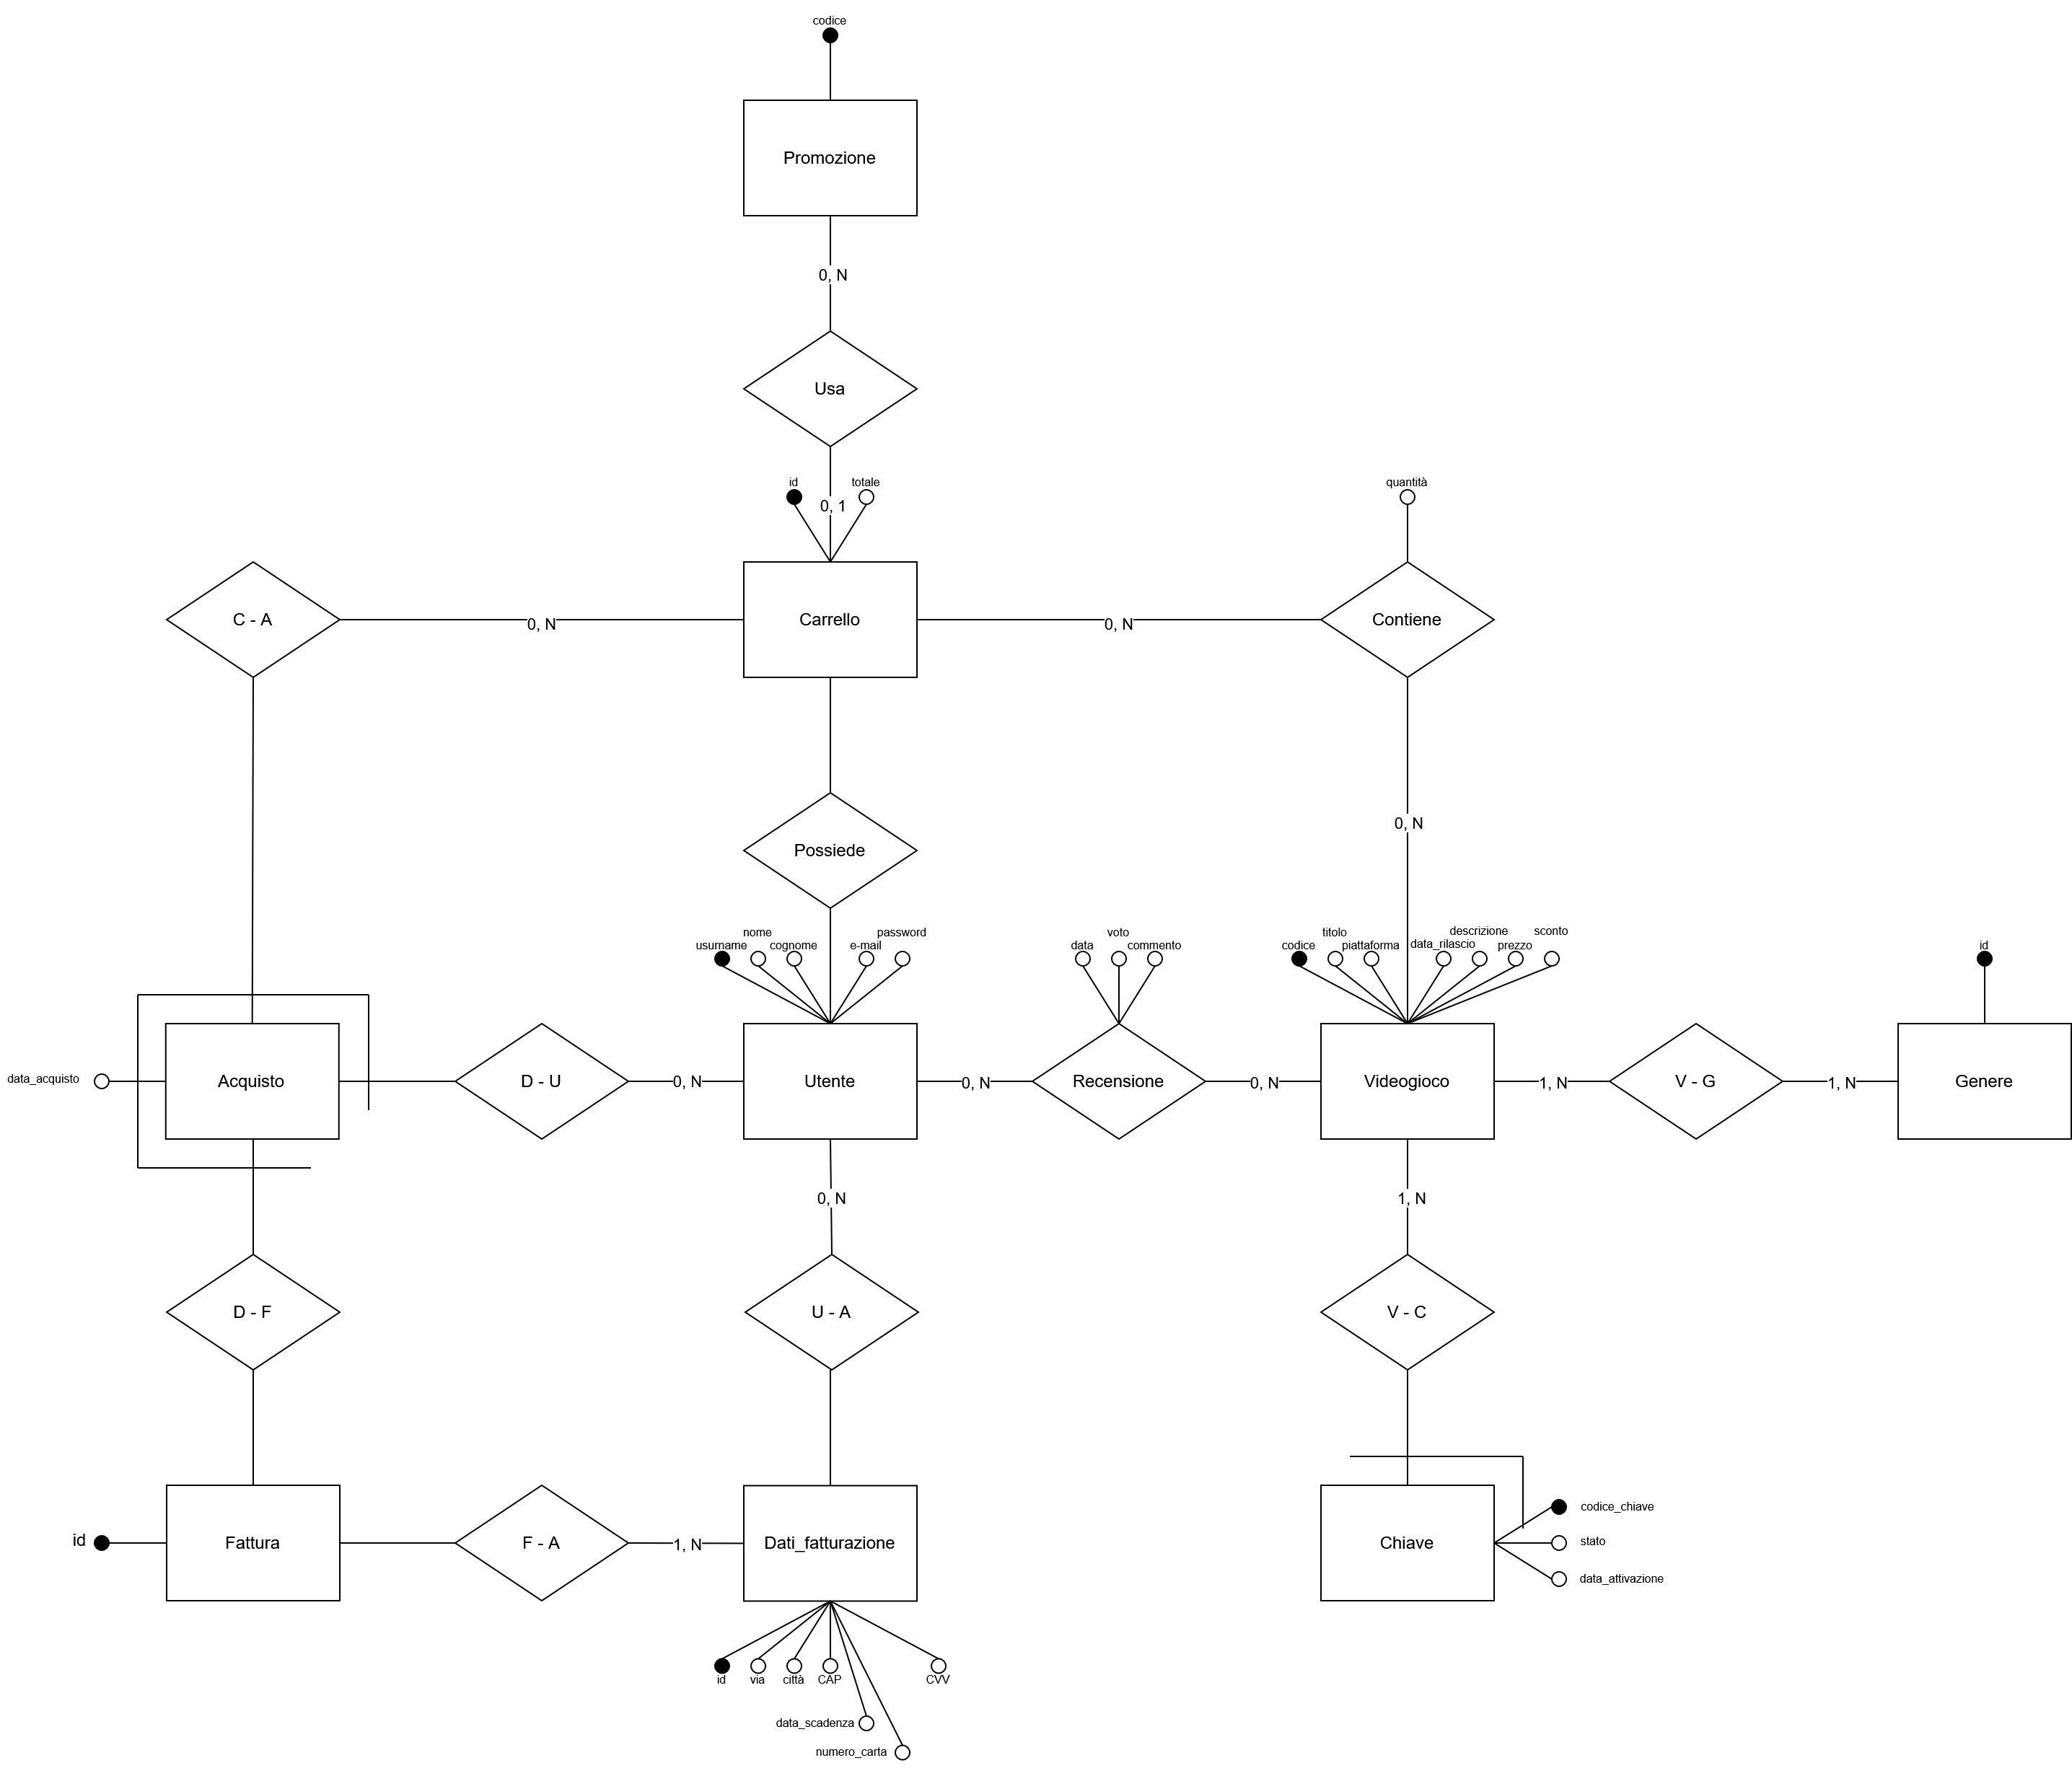 codice
Promozione
0, N
Usa
id
totale
quantità
0, 1
C - A
0, N
Carrello
0, N
Contiene
0, N
Possiede
nome
password
voto
titolo
descrizione
sconto
usurname
cognome
e-mail
data
commento
codice
piattaforma
data_rilascio
prezzo
id
data_acquisto
Acquisto
D - U
0, N
Utente
0, N
Recensione
0, N
Videogioco
1, N
V - G
1, N
Genere
0, N
1, N
D - F
U - A
V - C
codice_chiave
id
Fattura
F - A
1, N
Dati_fatturazione
Chiave
stato
data_attivazione
id
via
città
CAP
CVV
data_scadenza
numero_carta